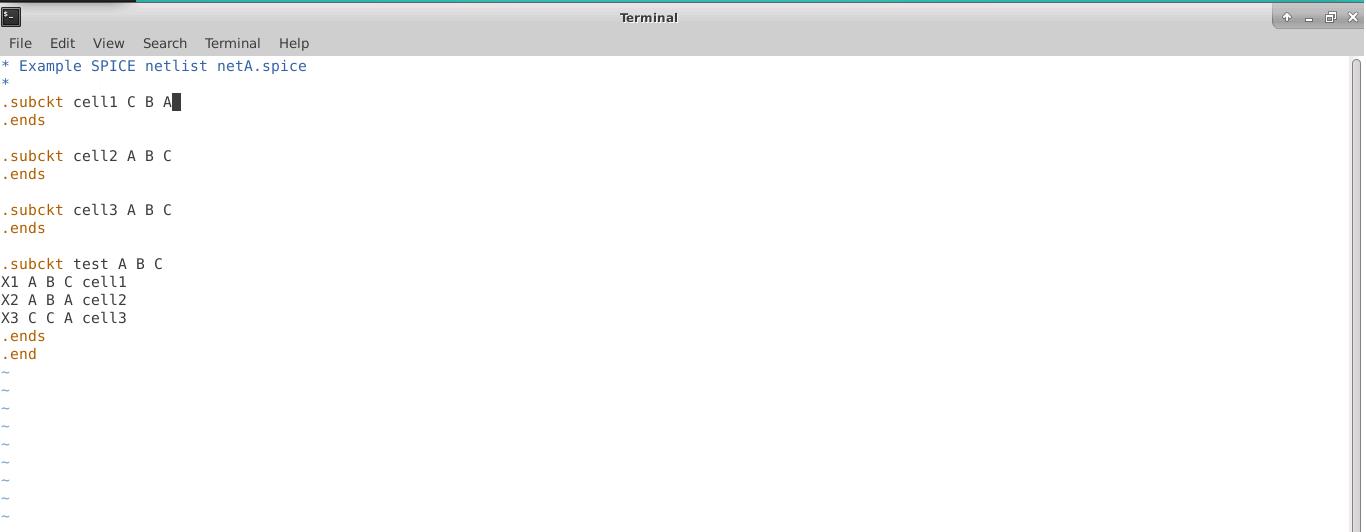 Terminal
File Edit View Search Terminal Help
* Example SPICE netlist netA.spice
*
.subckt cell1 C B A
.ends
.subckt cell2 A B C
.ends
.subckt cell3 A B C
.ends
.subckt test A B C
X1 A B C cell1
X2 A B A cell2
X3 C C A cell3
.ends
.end
~
~
~
~
~
~
~
~
~